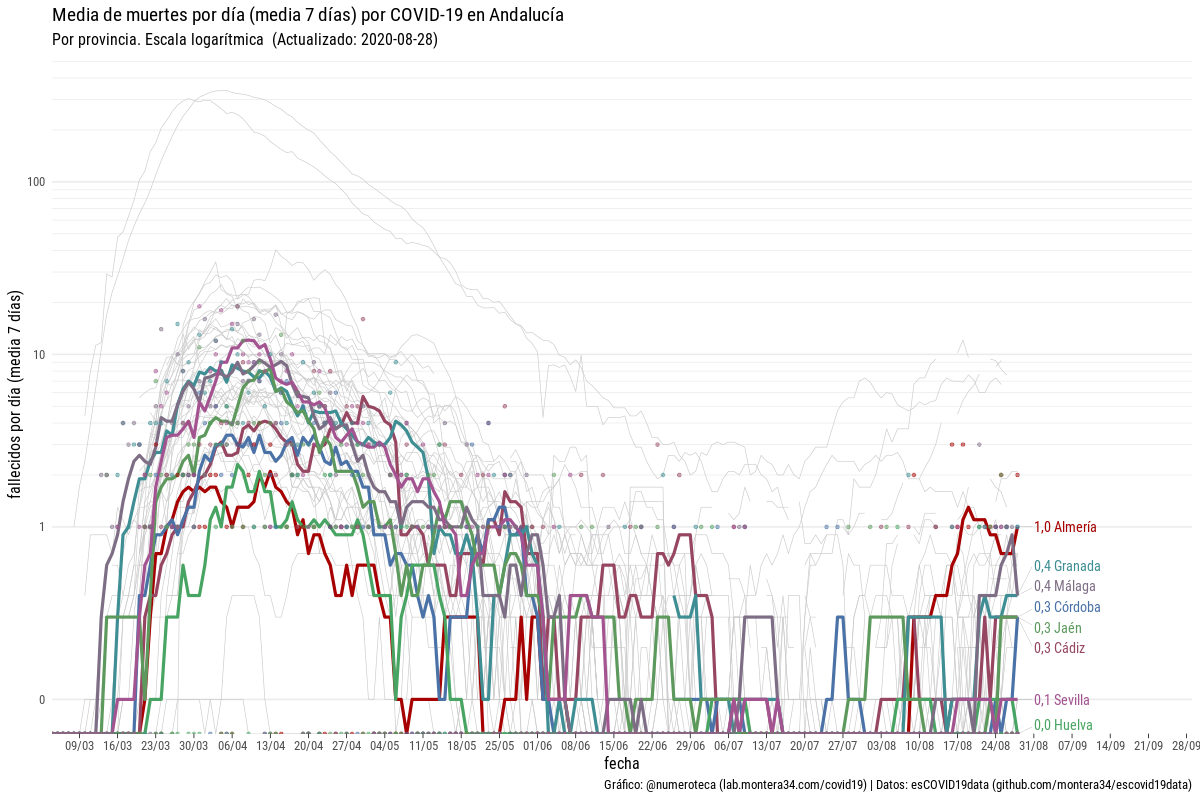 Media de muertes por día (media 7 días) por COVID-19 en Andalucía
Por provincia. Escala logarítmica (Actualizado: 2020-08-28)
fallecidos por día (media 7 días)
100
10
1
0
1,0 Almería
0,4 Granada
0,4 Málaga
0,3 Córdoba
0,3 Jaén
0,3 Cádiz
0,1 Sevilla
0,0 Huelva
09/03 16/03 23/03 30/03 06/04 13/04 20/04 27/04 04/05 11/05 18/05 25/05 01/06 08/06 15/06 22/06 29/06 06/07 13/07 20/07 27/07 03/08 10/08 17/08 24/08 31/08 07/09 14/09 21/09 28/09
fecha
Gráfico: @numeroteca (lab.montera34.com/covid19) | Datos: esCOVID19data (github.com/montera34/escovid19data)